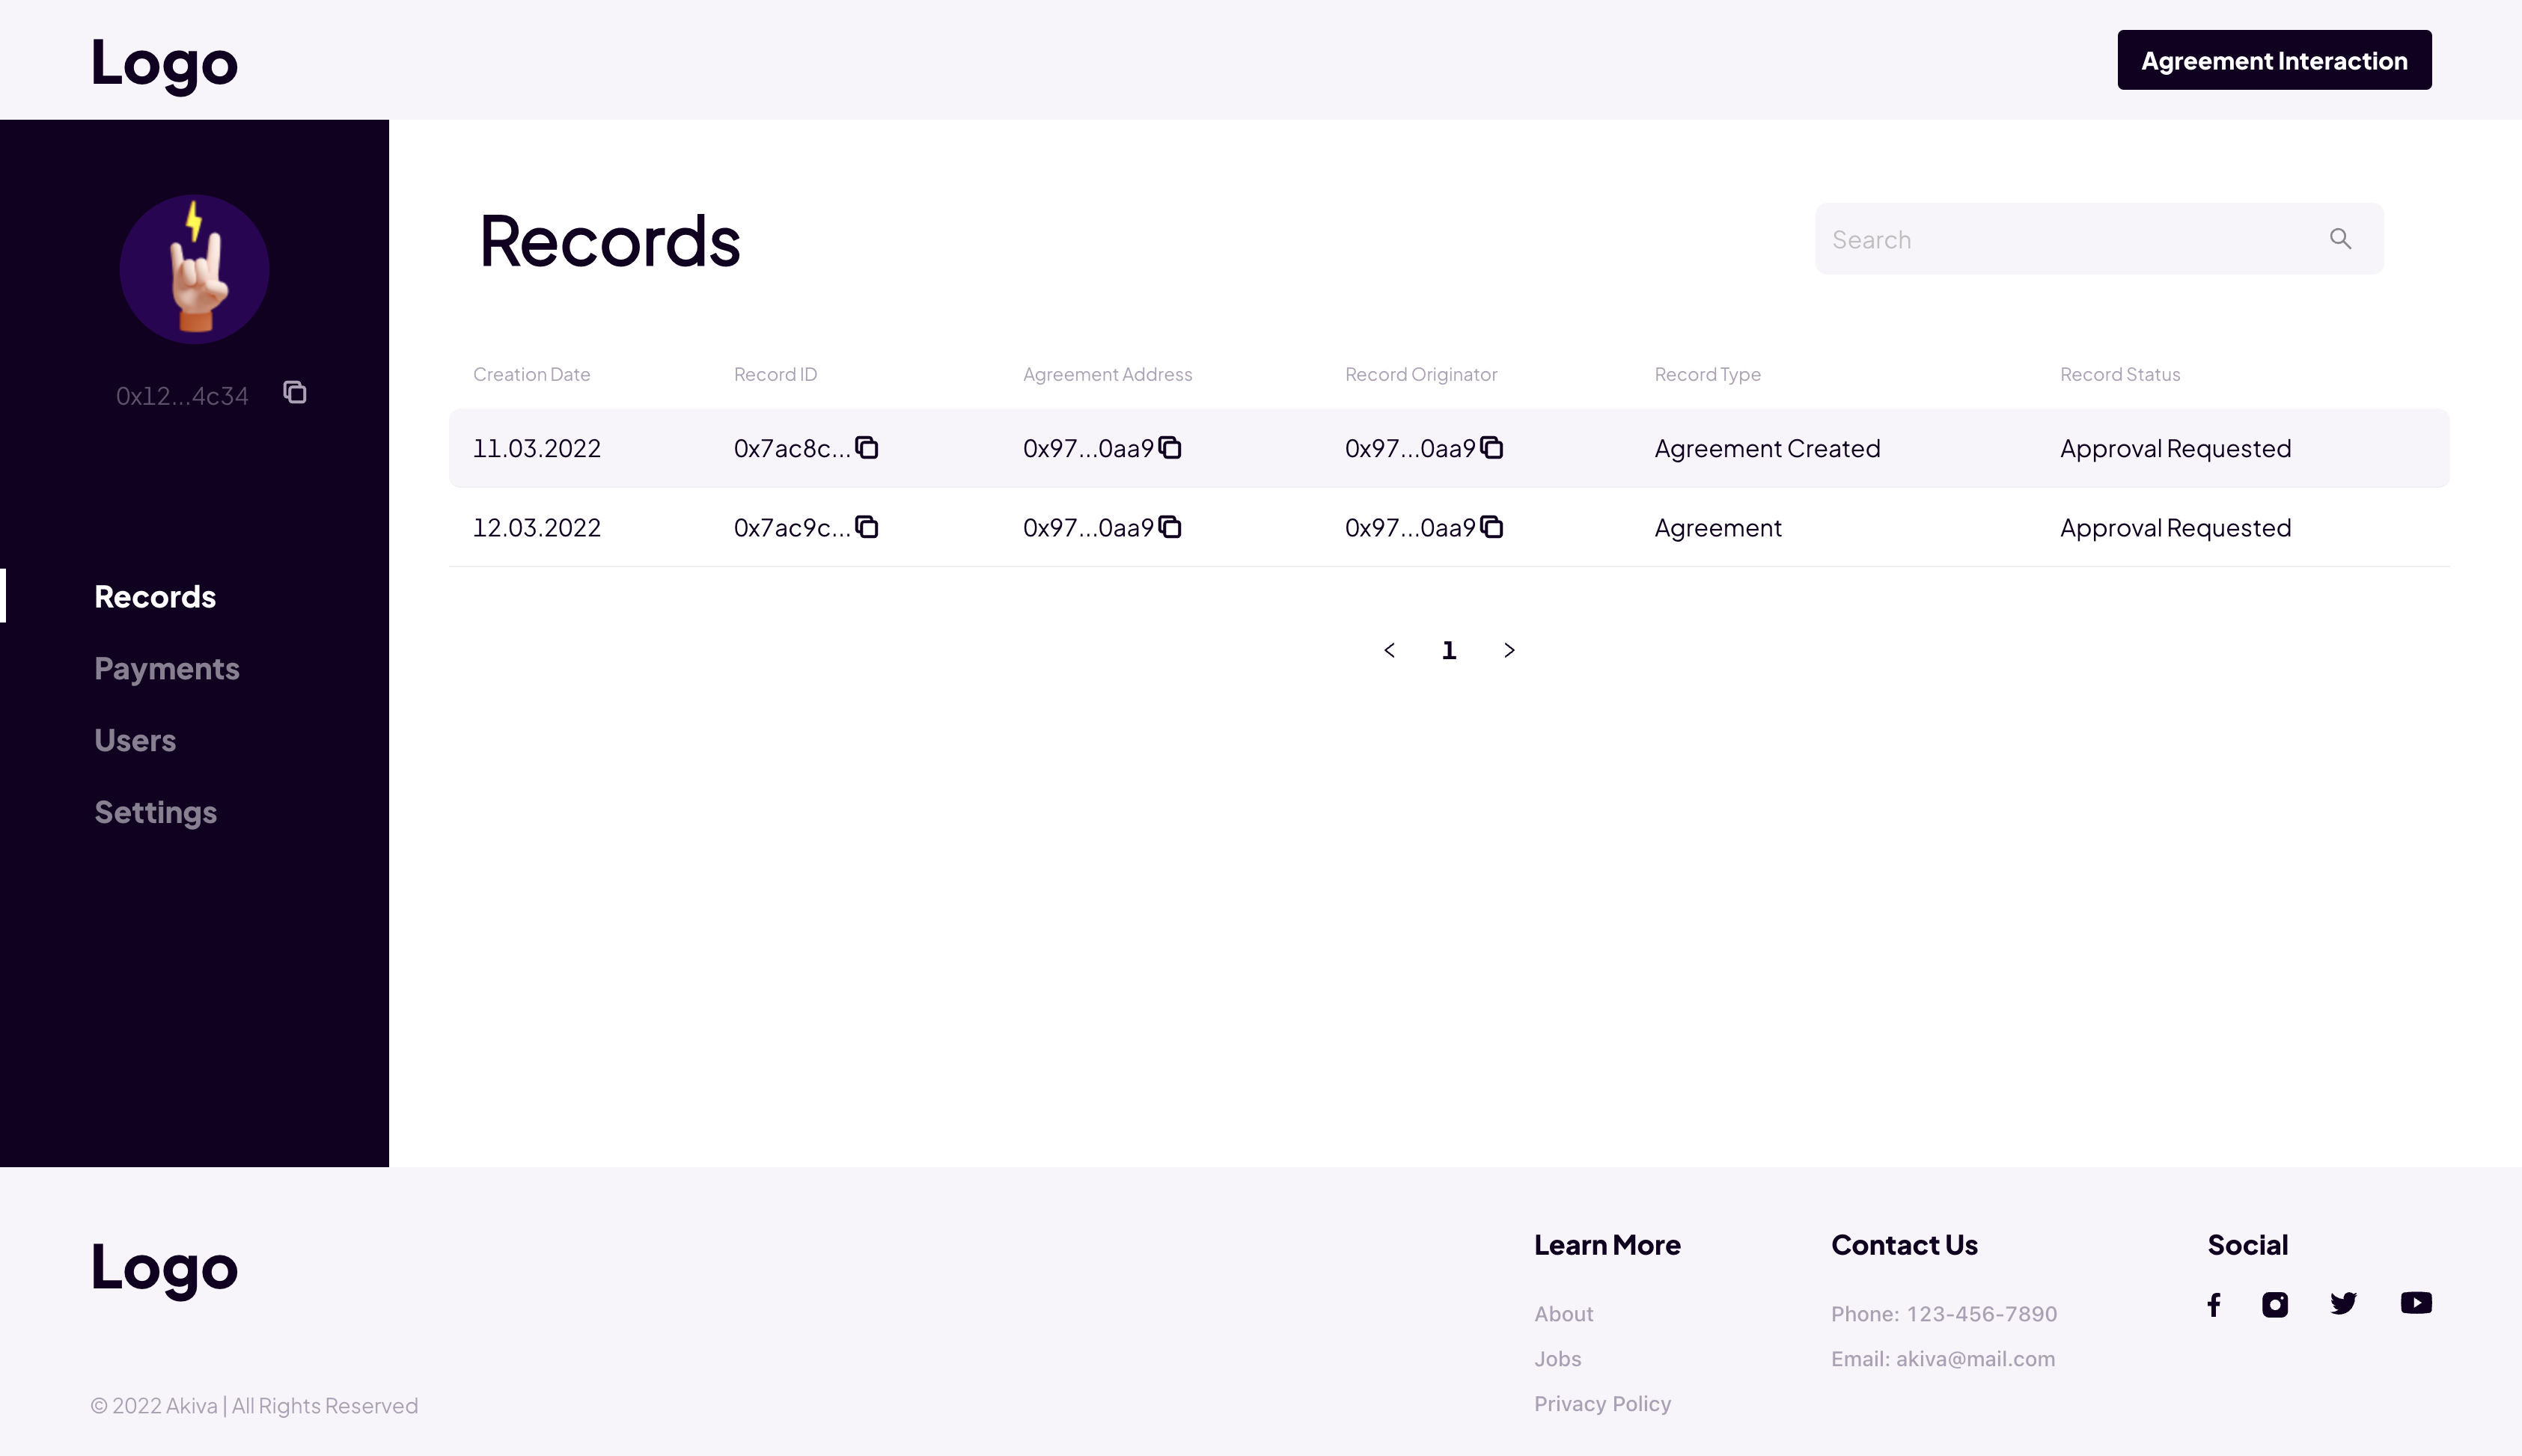 Logo
Agreement Interaction
0x12...4c34
Records
Payments
Users
Settings
Records
Search
Creation Date Record ID Agreement Address Record Originator Record Type Record Status
11.03.2022 0x7ac8c... 0x97...0aa9 0x97...0aa9 Agreement Created Approval Requested
12.03.2022 0x7ac9c... 0x97...0aa9 0x97...0aa9 Agreement Approval Requested
< 1 >
Logo
© 2022 Akiva | All Rights Reserved
Learn More
About
Jobs
Privacy Policy
Contact Us
Phone: 123-456-7890
Email: akiva@mail.com
Social